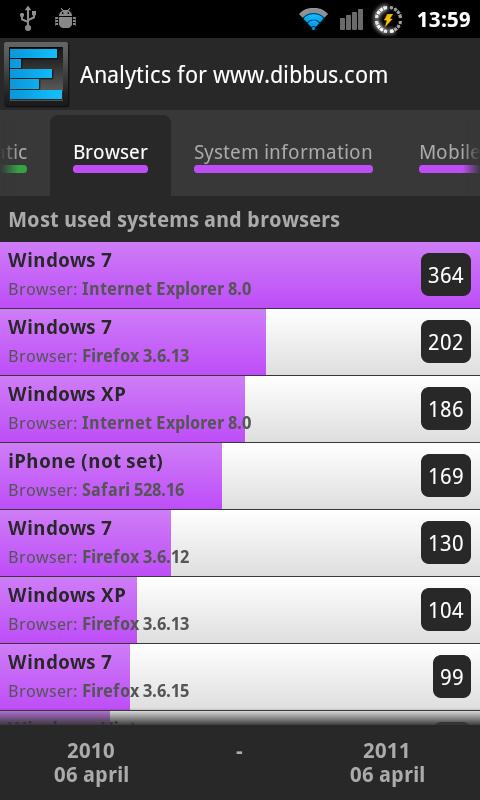 13:59
Analytics for www.dibbus.com
tic Browser System information Mobile
Most used systems and browsers
Windows 7
Browser: Internet Explorer 8.0
364
Windows 7
Browser: Firefox 3.6.13
202
Windows XP
Browser: Internet Explorer 8.0
186
iPhone (not set)
Browser: Safari 528.16
169
Windows 7
Browser: Firefox 3.6.12
130
Windows XP
Browser: Firefox 3.6.13
104
Windows 7
Browser: Firefox 3.6.15
99
2010 - 2011
06 april 06 april